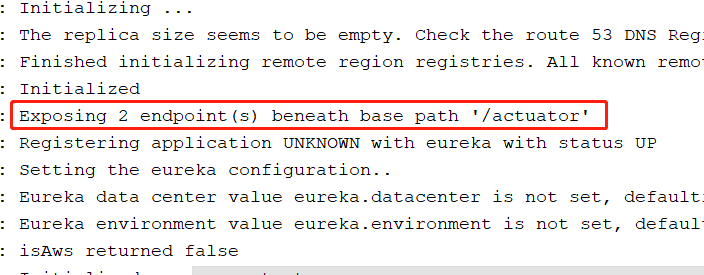 : Initializing ...
: The replica size seems to be empty. Check the route 53 DNS Regi
: Finished initializing remote region registries. All known remot
: Initialized
: Exposing 2 endpoint(s) beneath base path '/actuator'
: Registering application UNKNOWN with eureka with status UP
: Setting the eureka configuration..
: Eureka data center value eureka.datacenter is not set, defaulti
: Eureka environment value eureka.environment is not set, default
: isAws returned false